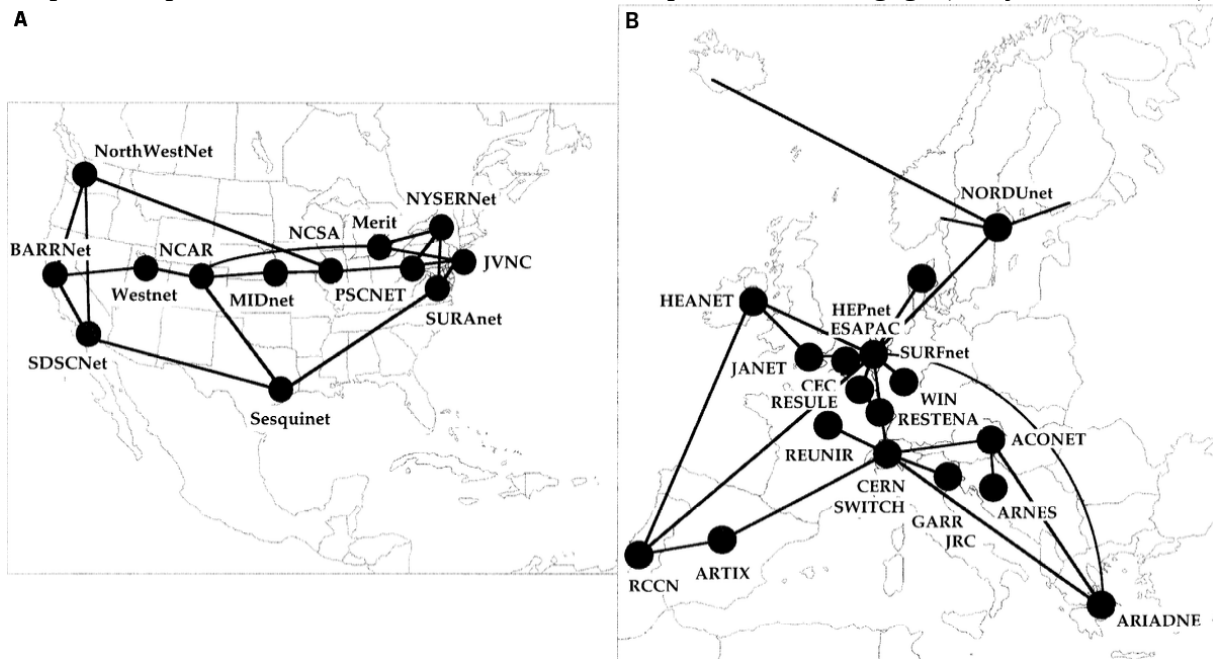 A
NorthWestNet
NYSERNet
Merit
NCSA
BARRNet
NCAR
JVNC
Westnet
MIDnet
PSCNET
SURAnet
SDSCNet
Sesquinet
B
NORDUnet
HEANET
HEPnet
ESAPAC
SURFnet
JANET
CEC
WIN
RESULE
RESTENA
ACONET
REUNIR
CERN
SWITCH
ARNES
GARR
JRC
RCCN
ARTIX
ARIADNE